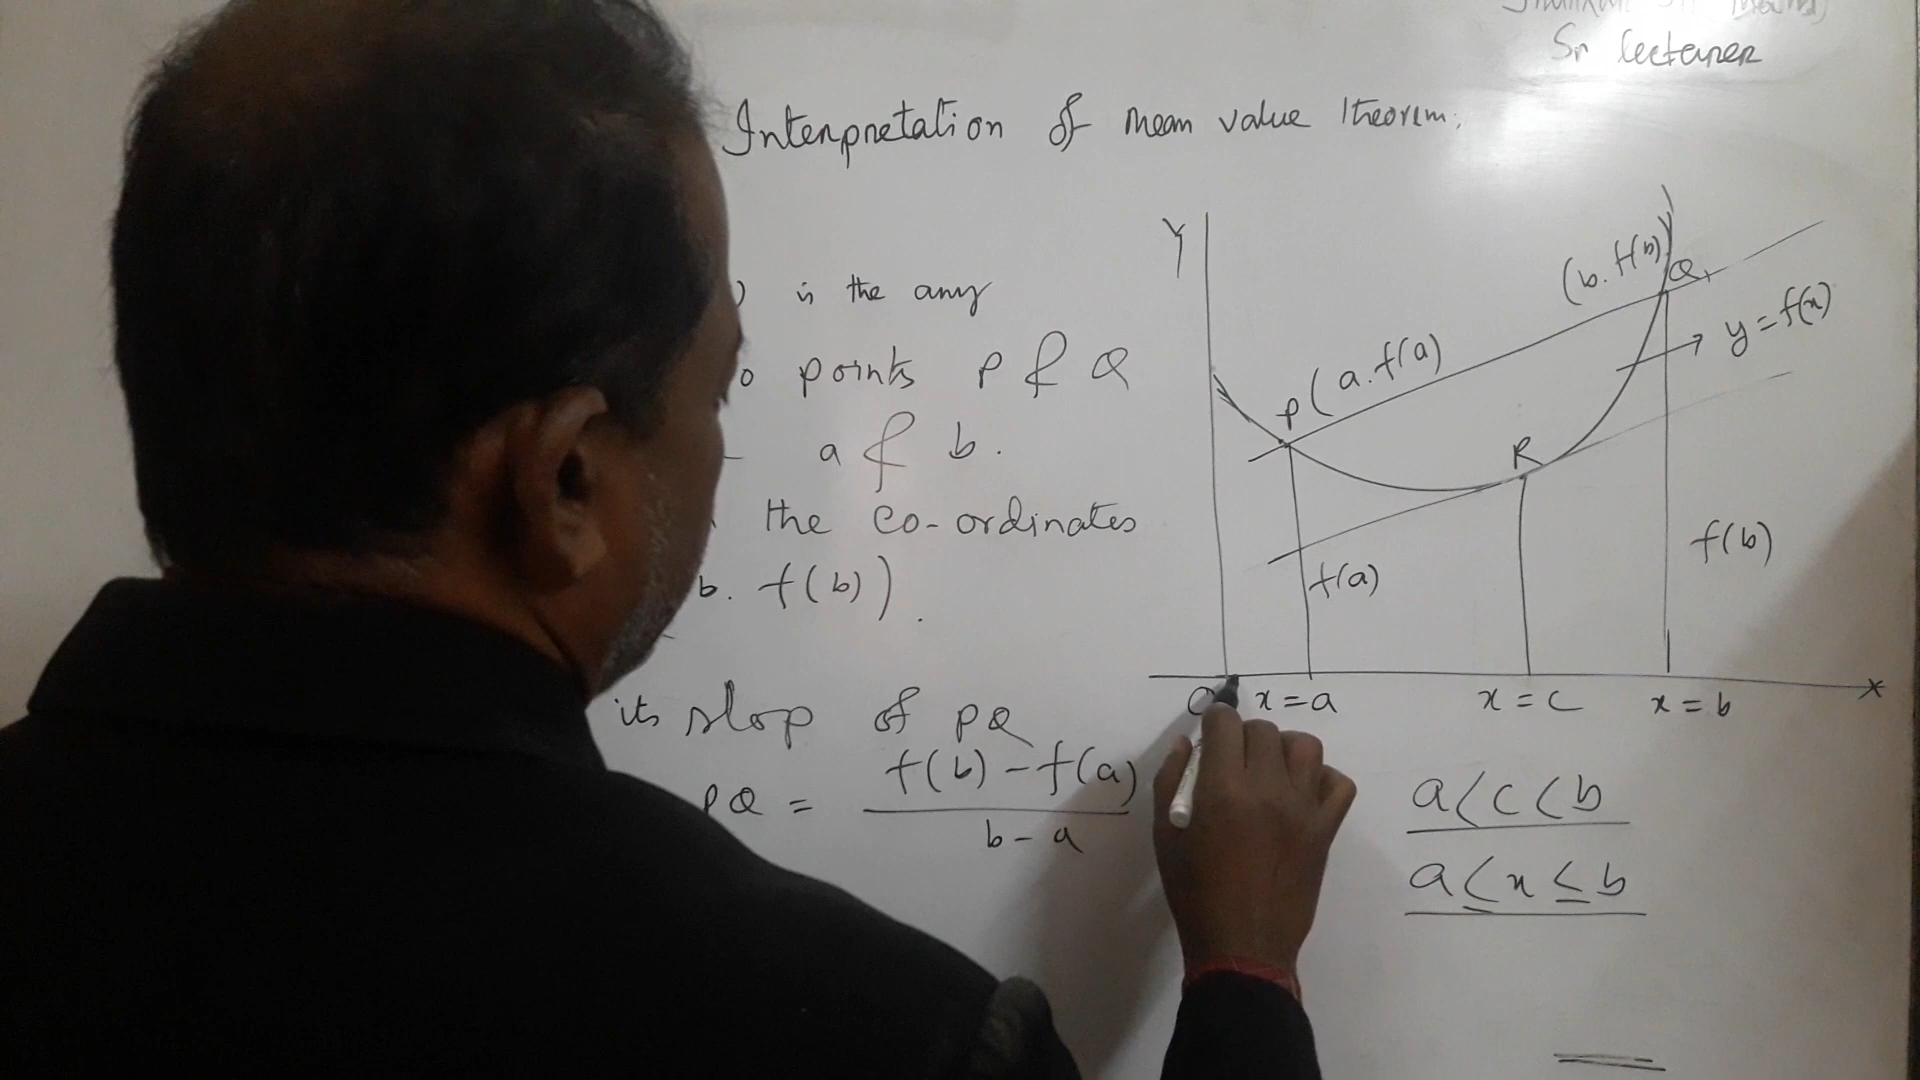 Sr lecturer
Interpretation of mean value theorem.
) is the any
o points P & Q
a & b.
the co-ordinates
b. f(b)).
its slop of PQ
PQ = f(b) - f(a)
b - a
Y
(b. f(b)
Q
y = f(x)
P (a. f(a)
R
f(a)
f(b)
x = a
x = c
x = b
X
a < c < b
a ≤ x ≤ b